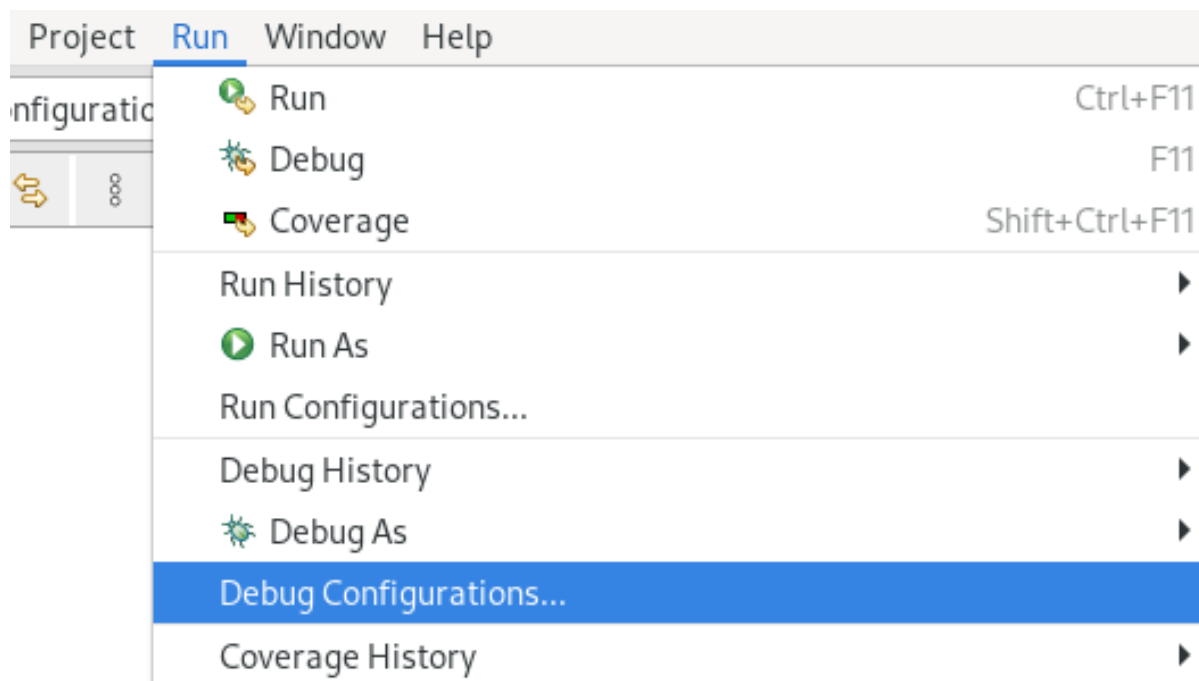 Project Run Window Help
nfiguratio
Run Ctrl+F11
Debug F11
Coverage Shift+Ctrl+F11
Run History
Run As
Run Configurations...
Debug History
Debug As
Debug Configurations...
Coverage History